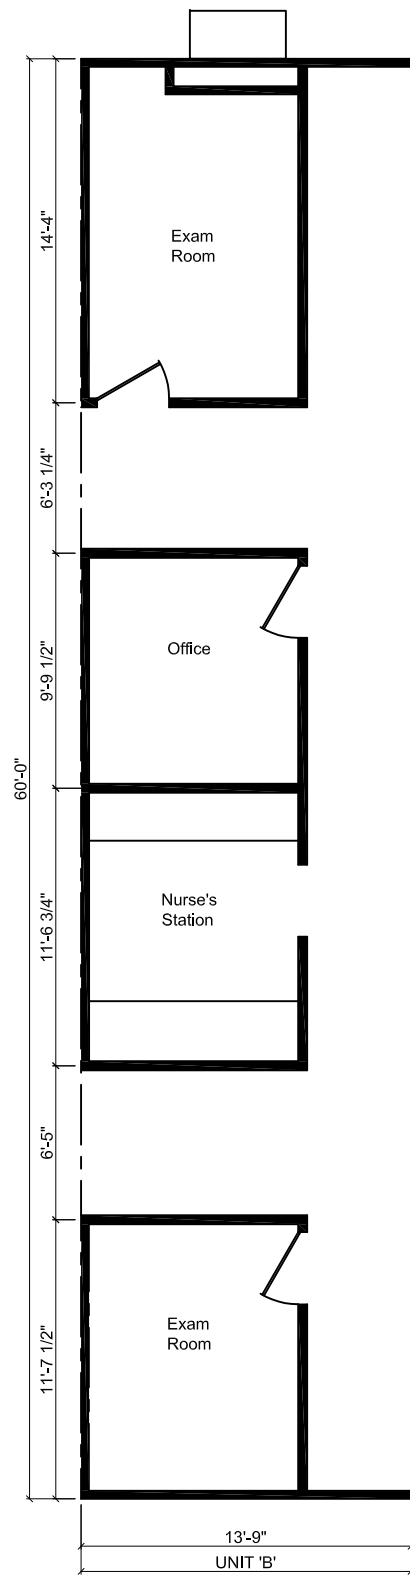 14'-4"
Exam
Room
6'-3 1/4"
9'-9 1/2"
Office
60'-0"
11'-6 3/4"
Nurse's
Station
6'-5"
11'-7 1/2"
Exam
Room
13'-9"
UNIT 'B'